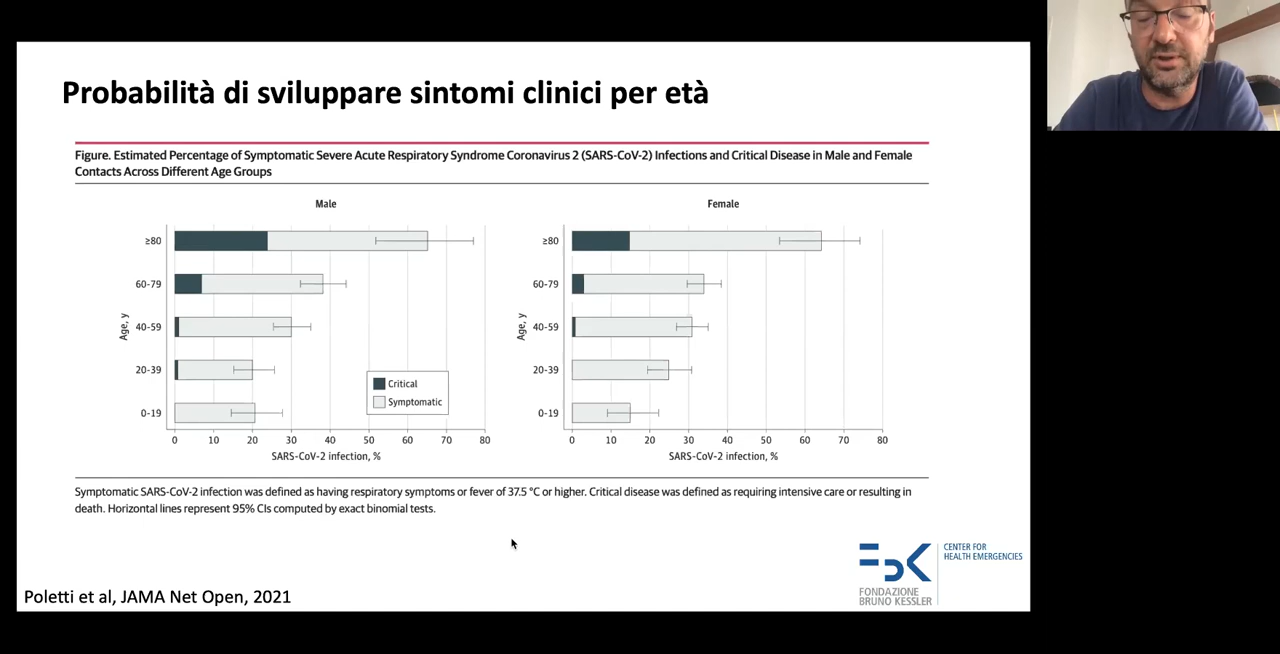 Probabilità di sviluppare sintomi clinici per età
Figure. Estimated Percentage of Symptomatic Severe Acute Respiratory Syndrome Coronavirus 2 (SARS-CoV-2) Infections and Critical Disease in Male and Female
Contacts Across Different Age Groups
Male
≥80
60-79
40-59
20-39
0-19
Age, y
Critical
Symptomatic
0 10 20 30 40 50 60 70 80
SARS-CoV-2 infection, %
Female
≥80
60-79
40-59
20-39
0-19
Age, y
0 10 20 30 40 50 60 70 80
SARS-CoV-2 infection, %
Symptomatic SARS-CoV-2 infection was defined as having respiratory symptoms or fever of 37.5 °C or higher. Critical disease was defined as requiring intensive care or resulting in
death. Horizontal lines represent 95% CIs computed by exact binomial tests.
Poletti et al, JAMA Net Open, 2021
FBK
FONDAZIONE
BRUNO KESSLER
CENTER FOR
HEALTH EMERGENCIES